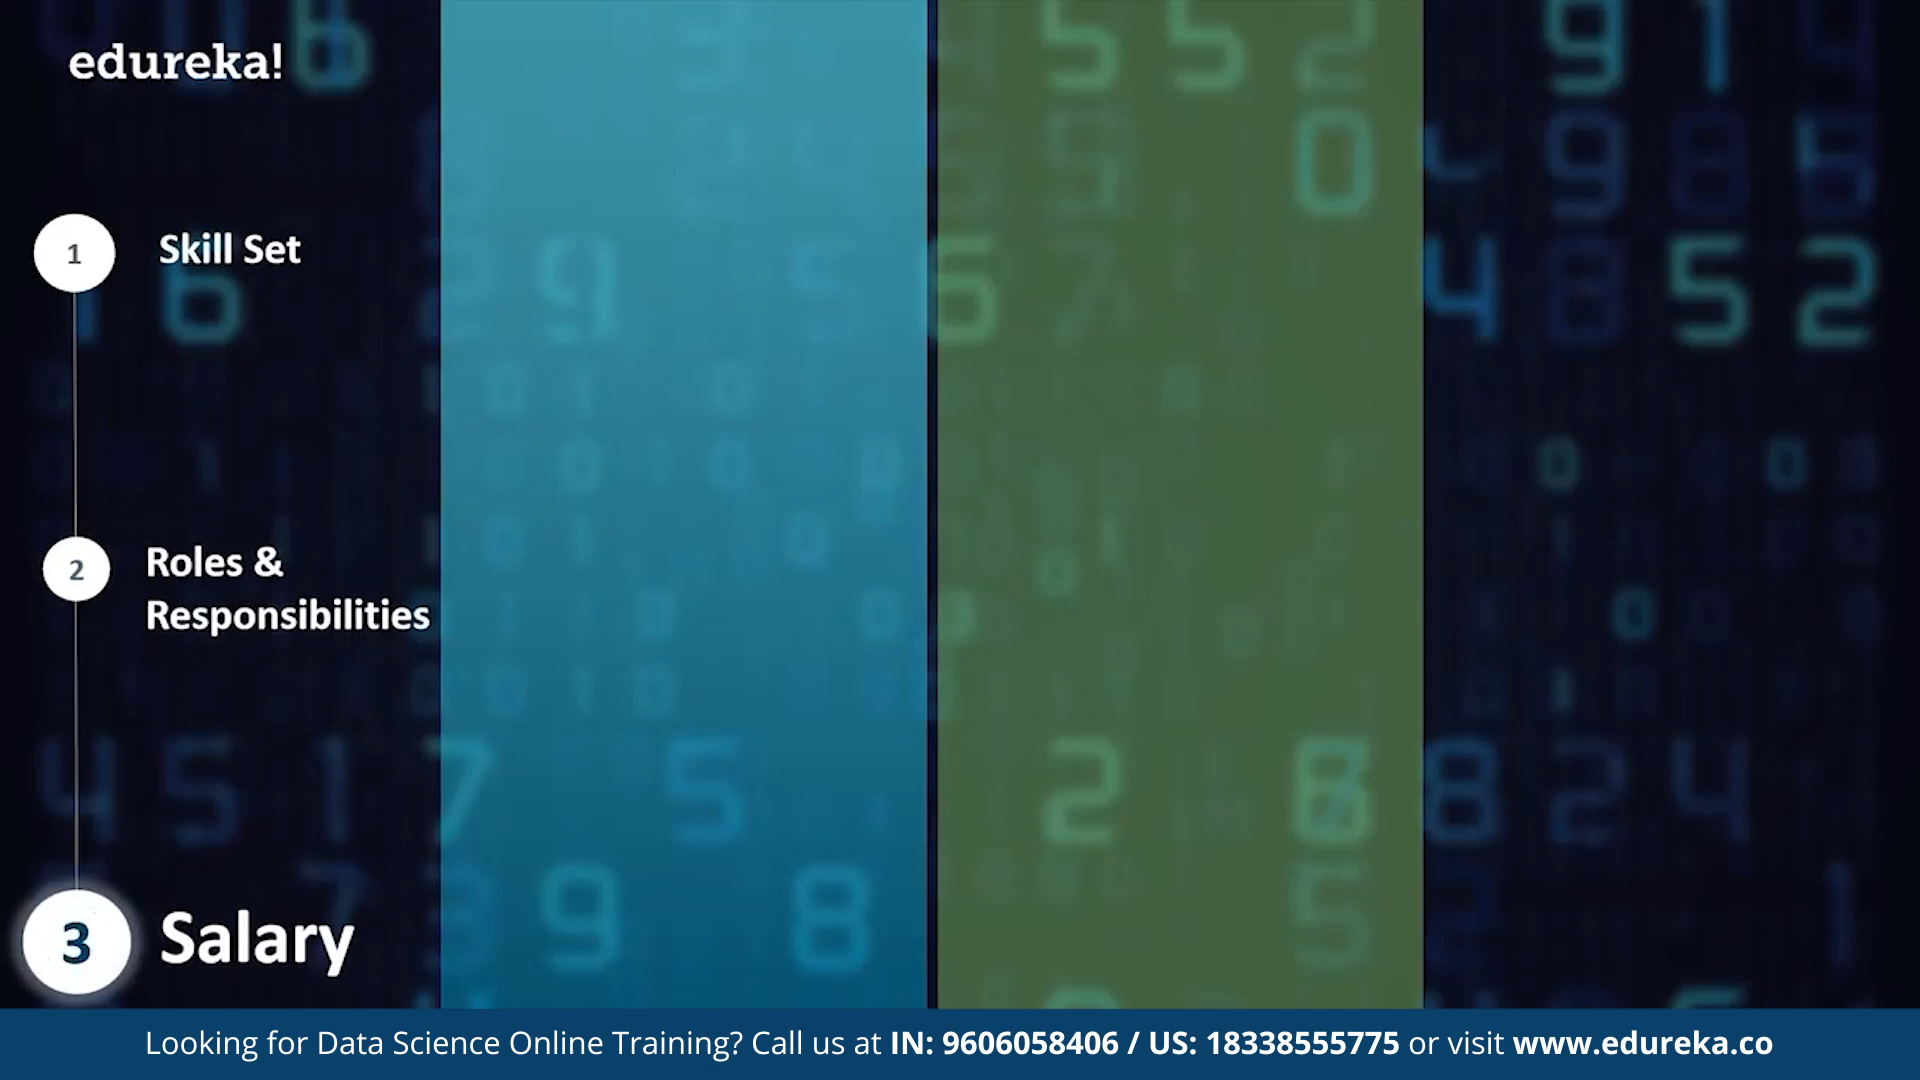 edureka!
1 Skill Set
2 Roles &
Responsibilities
3 Salary
Looking for Data Science Online Training? Call us at IN: 9606058406 / US: 18338555775 or visit www.edureka.co